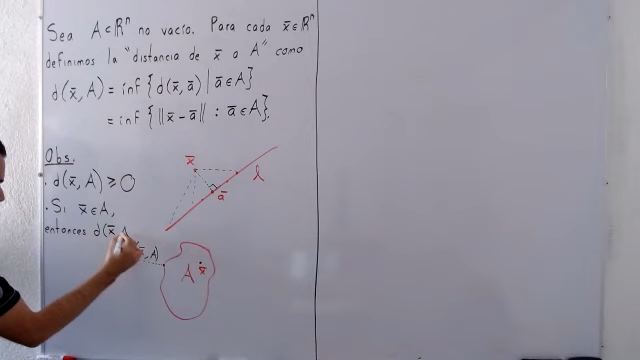 Sea A⊂ℝⁿ no vacío. Para cada x̄∈ℝⁿ
definimos la "distancia de x̄ a A" como
d(x̄, A) = inf {d(x̄, ā) | ā∈A}
= inf {||x̄-ā|| : ā∈A}.
Obs.
. d(x̄, A) ≥ 0
. Si x̄∈A,
entonces d(x̄, A
x̄
ā
l
x̄, A)
A
x̄